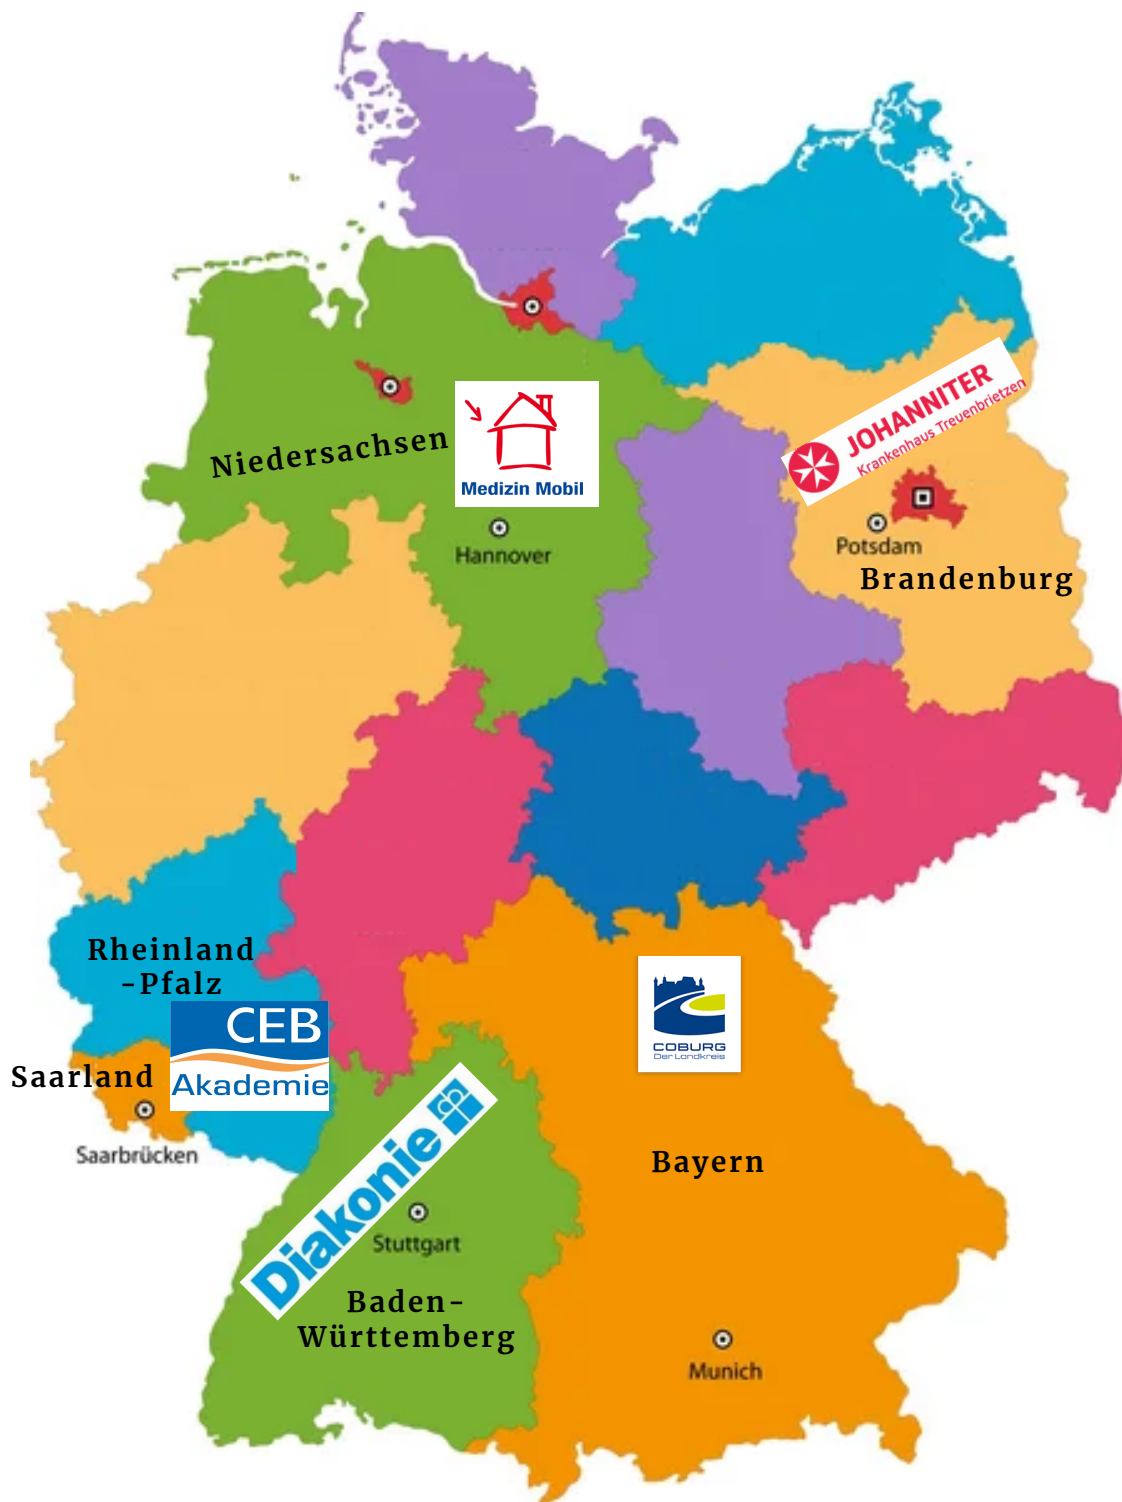 JOHANNITER
Krankenhaus Treuenbrietzen
Niedersachsen
Medizin Mobil
Hannover
Potsdam
Brandenburg
Rheinland
-Pfalz
CEB
Akademie
Saarland
Saarbrücken
COBURG
Der Landkreis
Diakonie
Stuttgart
Bayern
Baden-
Württemberg
Munich